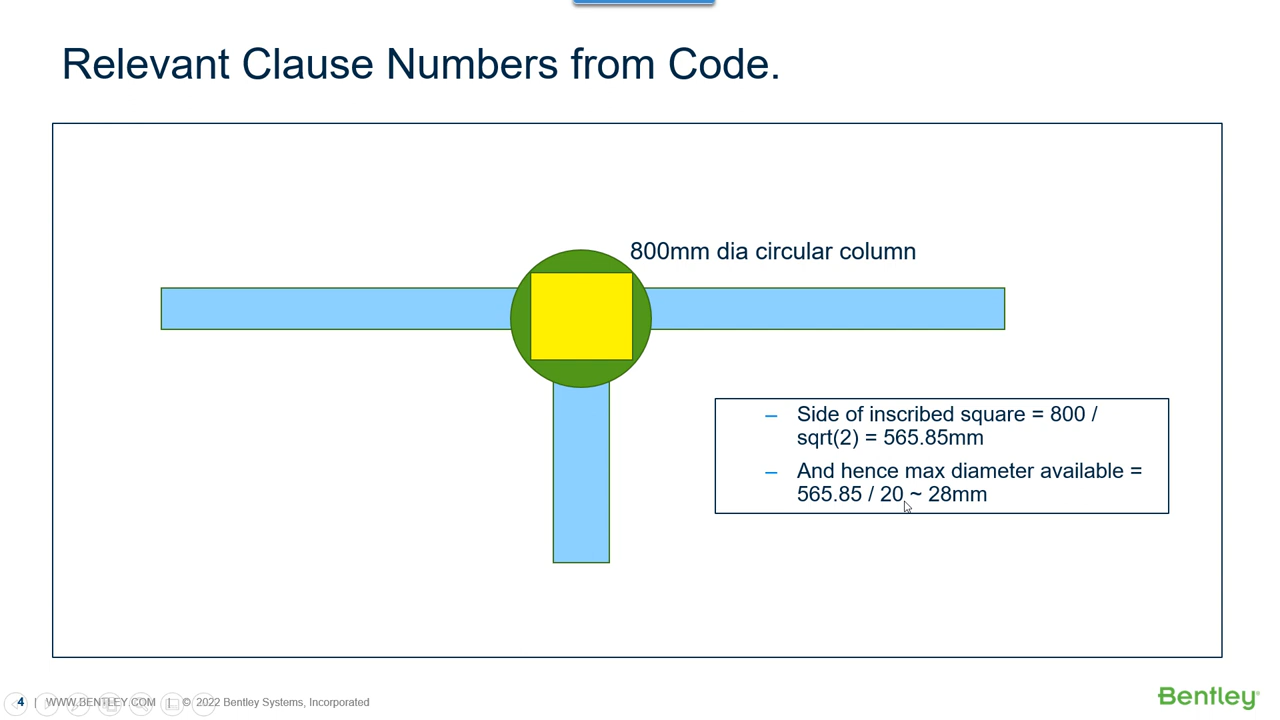 Relevant Clause Numbers from Code.
800mm dia circular column
– Side of inscribed square = 800 /
sqrt(2) = 565.85mm
– And hence max diameter available =
565.85 / 20 ~ 28mm
4 | WWW.BENTLEY.COM | © 2022 Bentley Systems, Incorporated
Bentley